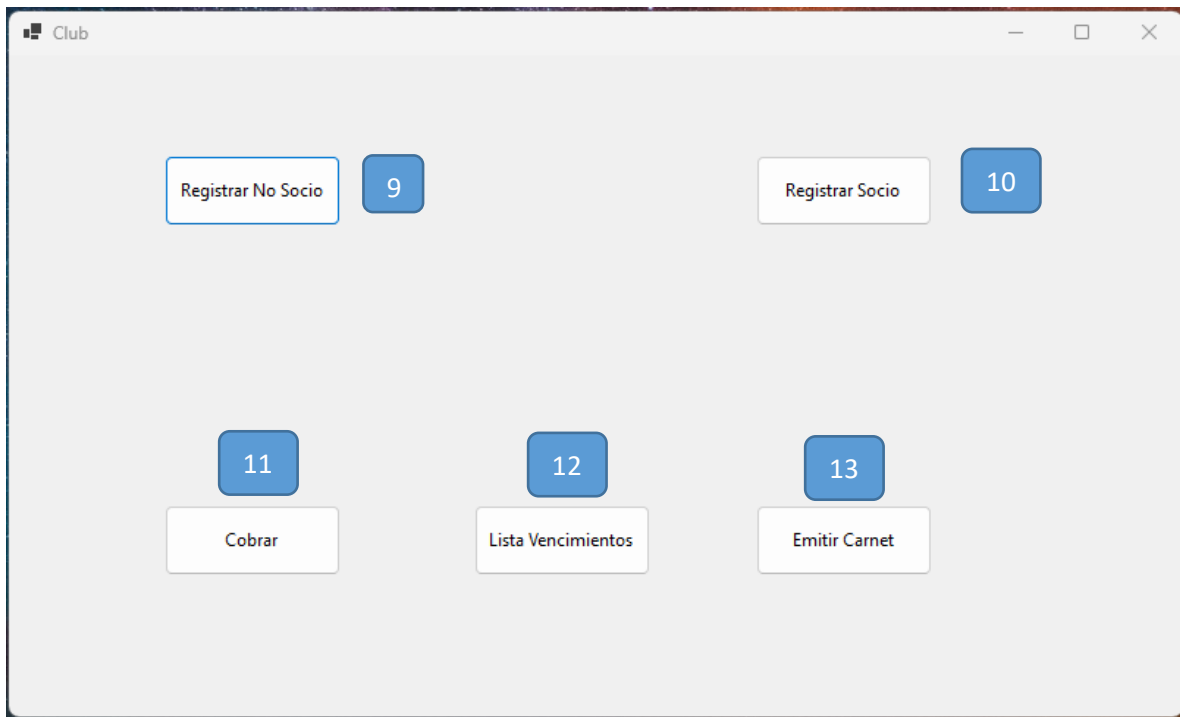 Club
Registrar No Socio
9
Registrar Socio
10
11
12
13
Cobrar
Lista Vencimientos
Emitir Carnet